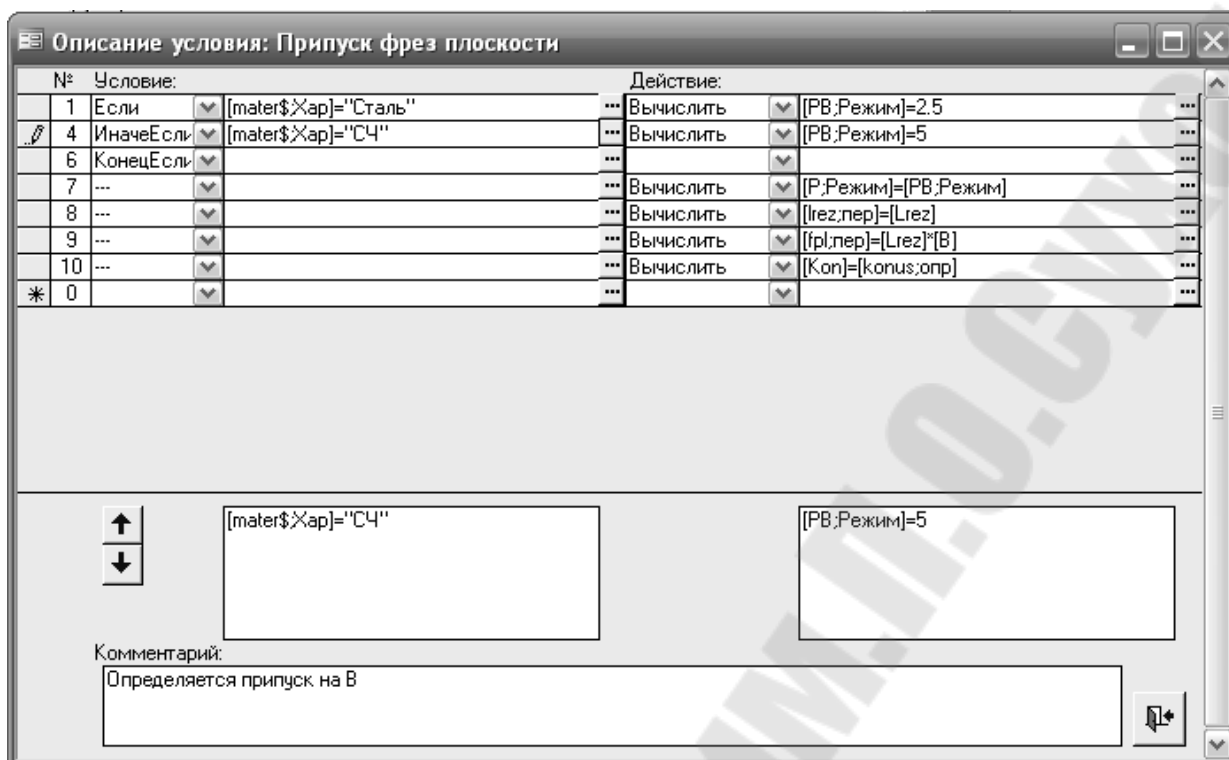 Описание условия: Припуск фрез плоскости
№ Условие: Действие:
1 Если [mater$;Хар]="Сталь" ... Вычислить [PB;Режим]=2.5 ...
4 ИначеЕсли [mater$;Хар]="СЧ" ... Вычислить [PB;Режим]=5 ...
6 КонецЕсли ... ...
7 --- ... Вычислить [P;Режим]=[PB;Режим] ...
8 --- ... Вычислить [lrez;пер]=[Lrez] ...
9 --- ... Вычислить [fpl;пер]=[Lrez]*[B] ...
10 --- ... Вычислить [Kon]=[konus;опр] ...
0 ... ...
[mater$;Хар]="СЧ" [PB;Режим]=5
Комментарий:
Определяется припуск на В
М.П.О.Сухо